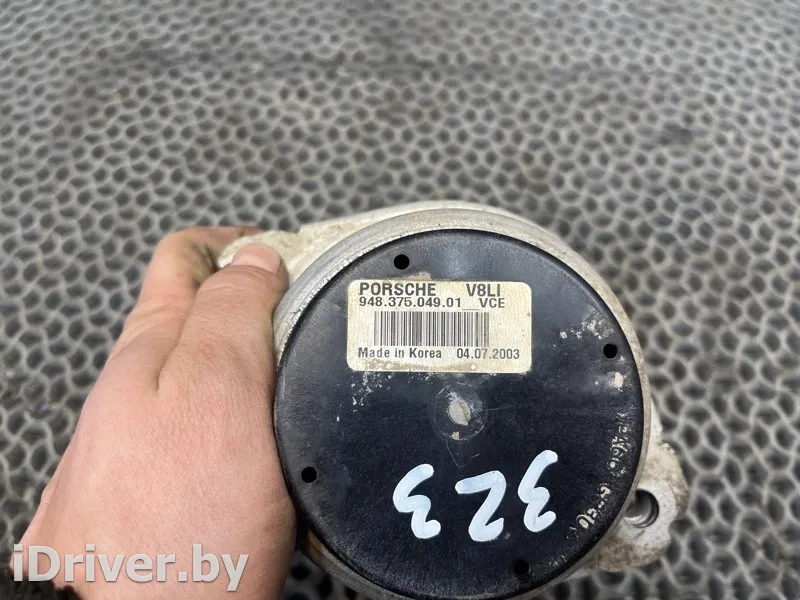 PORSCHE V8LI
948.375.049.01 VCE
Made in Korea 04.07.2003
323
iDriver.by